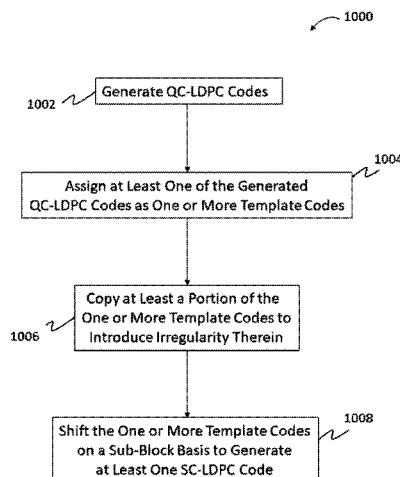 1000
Generate QC-LDPC Codes
1002
1004
Assign at Least One of the Generated
QC-LDPC Codes as One or More Template Codes
Copy at Least a Portion of the
One or More Template Codes to
Introduce Irregularity Therein
1006
1008
Shift the One or More Template Codes
on a Sub-Block Basis to Generate
at Least One SC-LDPC Code